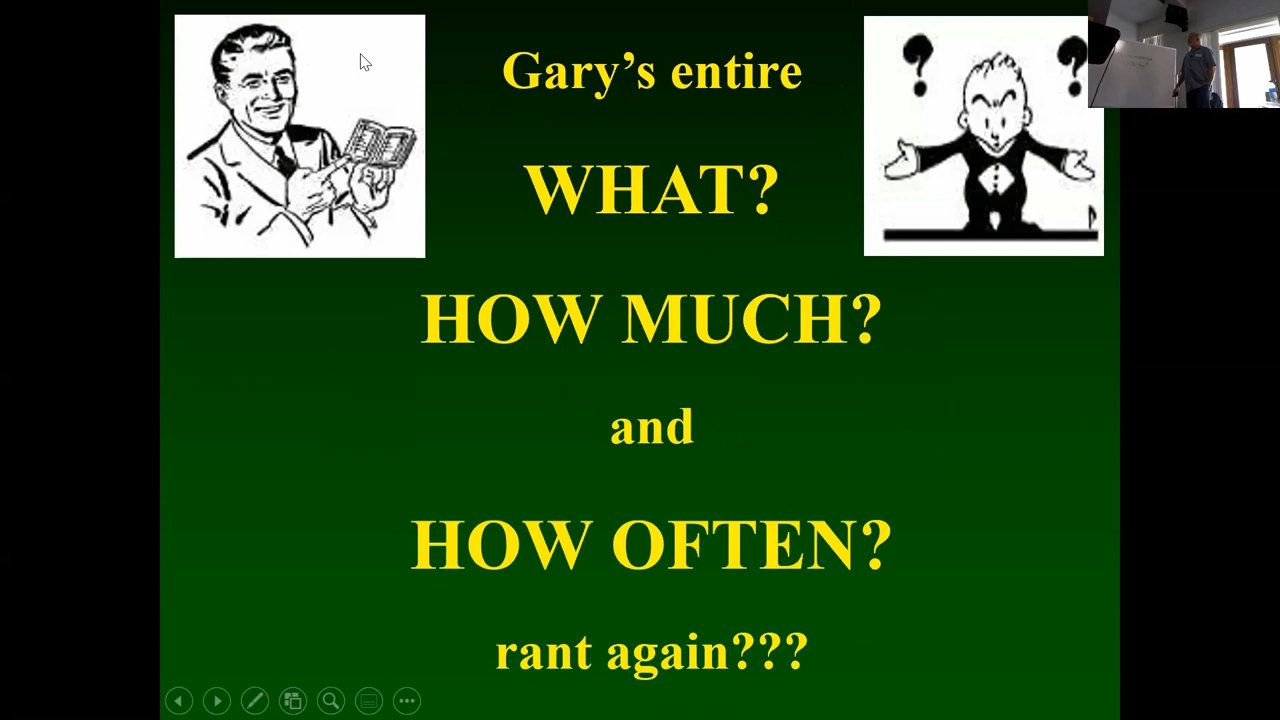 Gary’s entire
WHAT?
HOW MUCH?
and
HOW OFTEN?
rant again???